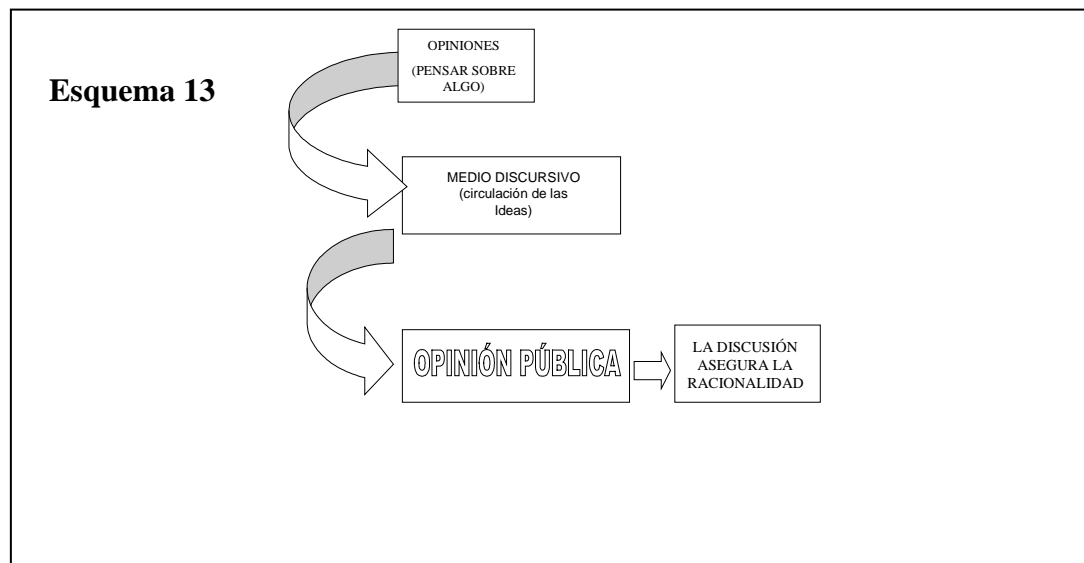 OPINIONES
(PENSAR SOBRE
ALGO)
Esquema 13
MEDIO DISCURSIVO
(circulación de las
Ideas)
OPINIÓN PÚBLICA
LA DISCUSIÓN
ASEGURA LA
RACIONALIDAD